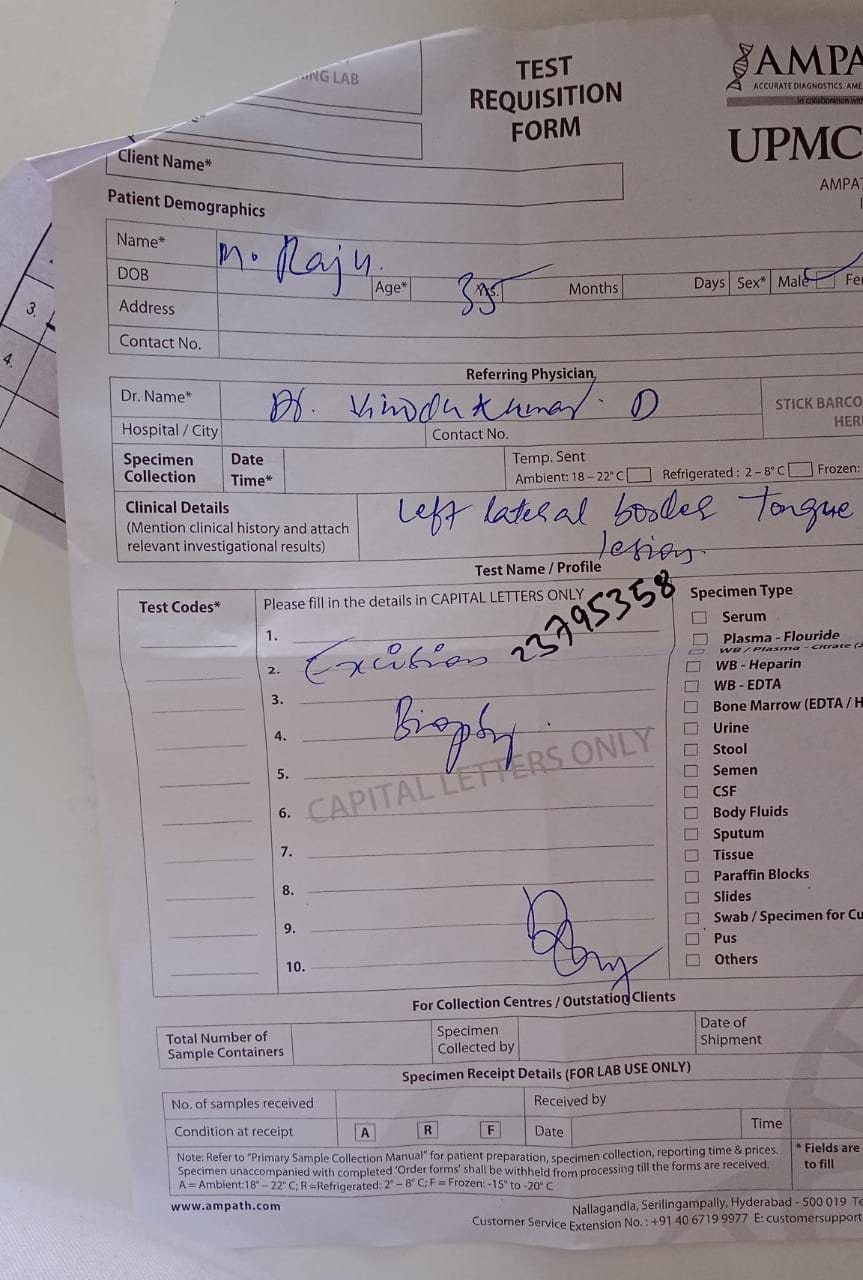 ING LAB
TEST
REQUISITION
FORM
AMPA
ACCURATE DIAGNOSTICS. AME
In collaboration with
UPMC
AMPAT
Client Name*
Patient Demographics
Name* M. Raju
DOB Age* Months Days Sex* Male Fe
Address
Contact No.
Referring Physician
Dr. Name* Dr. Vinodh Kumar. D
STICK BARCO
HER
Hospital / City Contact No.
Specimen Collection Date Time*
Temp. Sent
Ambient: 18 – 22° C Refrigerated : 2 – 8° C Frozen:
Clinical Details
(Mention clinical history and attach
relevant investigational results)
Left lateral border Tongue
lesion.
Test Name / Profile
Test Codes* Please fill in the details in CAPITAL LETTERS ONLY
23795358
1.
2. Excision
3.
4. Biopsy.
5.
6.
7.
8.
9.
10.
CAPITAL LETTERS ONLY
Specimen Type
Serum
Plasma - Flouride
WB / Plasma - Citrate
WB - Heparin
WB - EDTA
Bone Marrow (EDTA / H
Urine
Stool
Semen
CSF
Body Fluids
Sputum
Tissue
Paraffin Blocks
Slides
Swab / Specimen for Cu
Pus
Others
For Collection Centres / Outstation Clients
Total Number of
Sample Containers
Specimen
Collected by
Date of
Shipment
Specimen Receipt Details (FOR LAB USE ONLY)
No. of samples received Received by
Condition at receipt A R F Date Time
Note: Refer to "Primary Sample Collection Manual" for patient preparation, specimen collection, reporting time & prices.
Specimen unaccompanied with completed 'Order forms' shall be withheld from processing till the forms are received.
A = Ambient:18° – 22° C; R =Refrigerated: 2° – 8° C; F = Frozen: -15° to -20° C
* Fields are
to fill
www.ampath.com
Nallagandla, Serilingampally, Hyderabad - 500 019 Te
Customer Service Extension No. : +91 40 6719 9977 E: customersupport
3.
4.